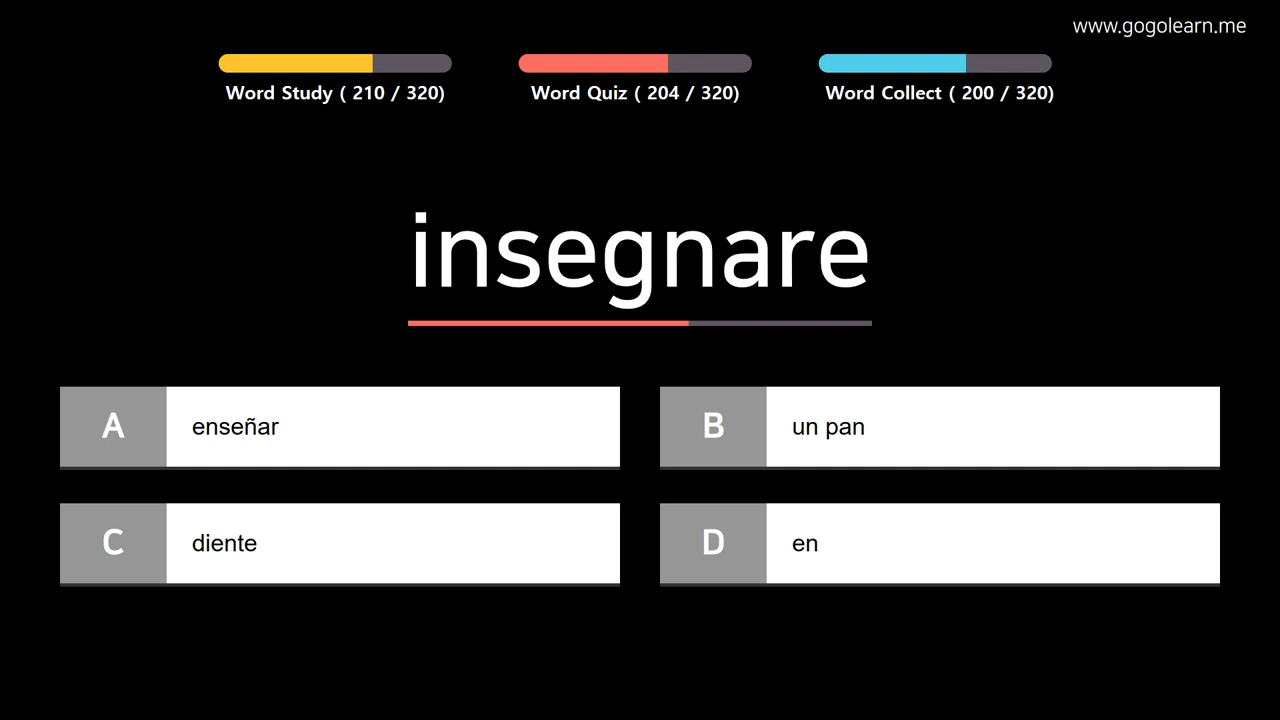 www.gogolearn.me
Word Study ( 210 / 320)
Word Quiz ( 204 / 320)
Word Collect ( 200 / 320)
insegnare
A
enseñar
B
un pan
C
diente
D
en